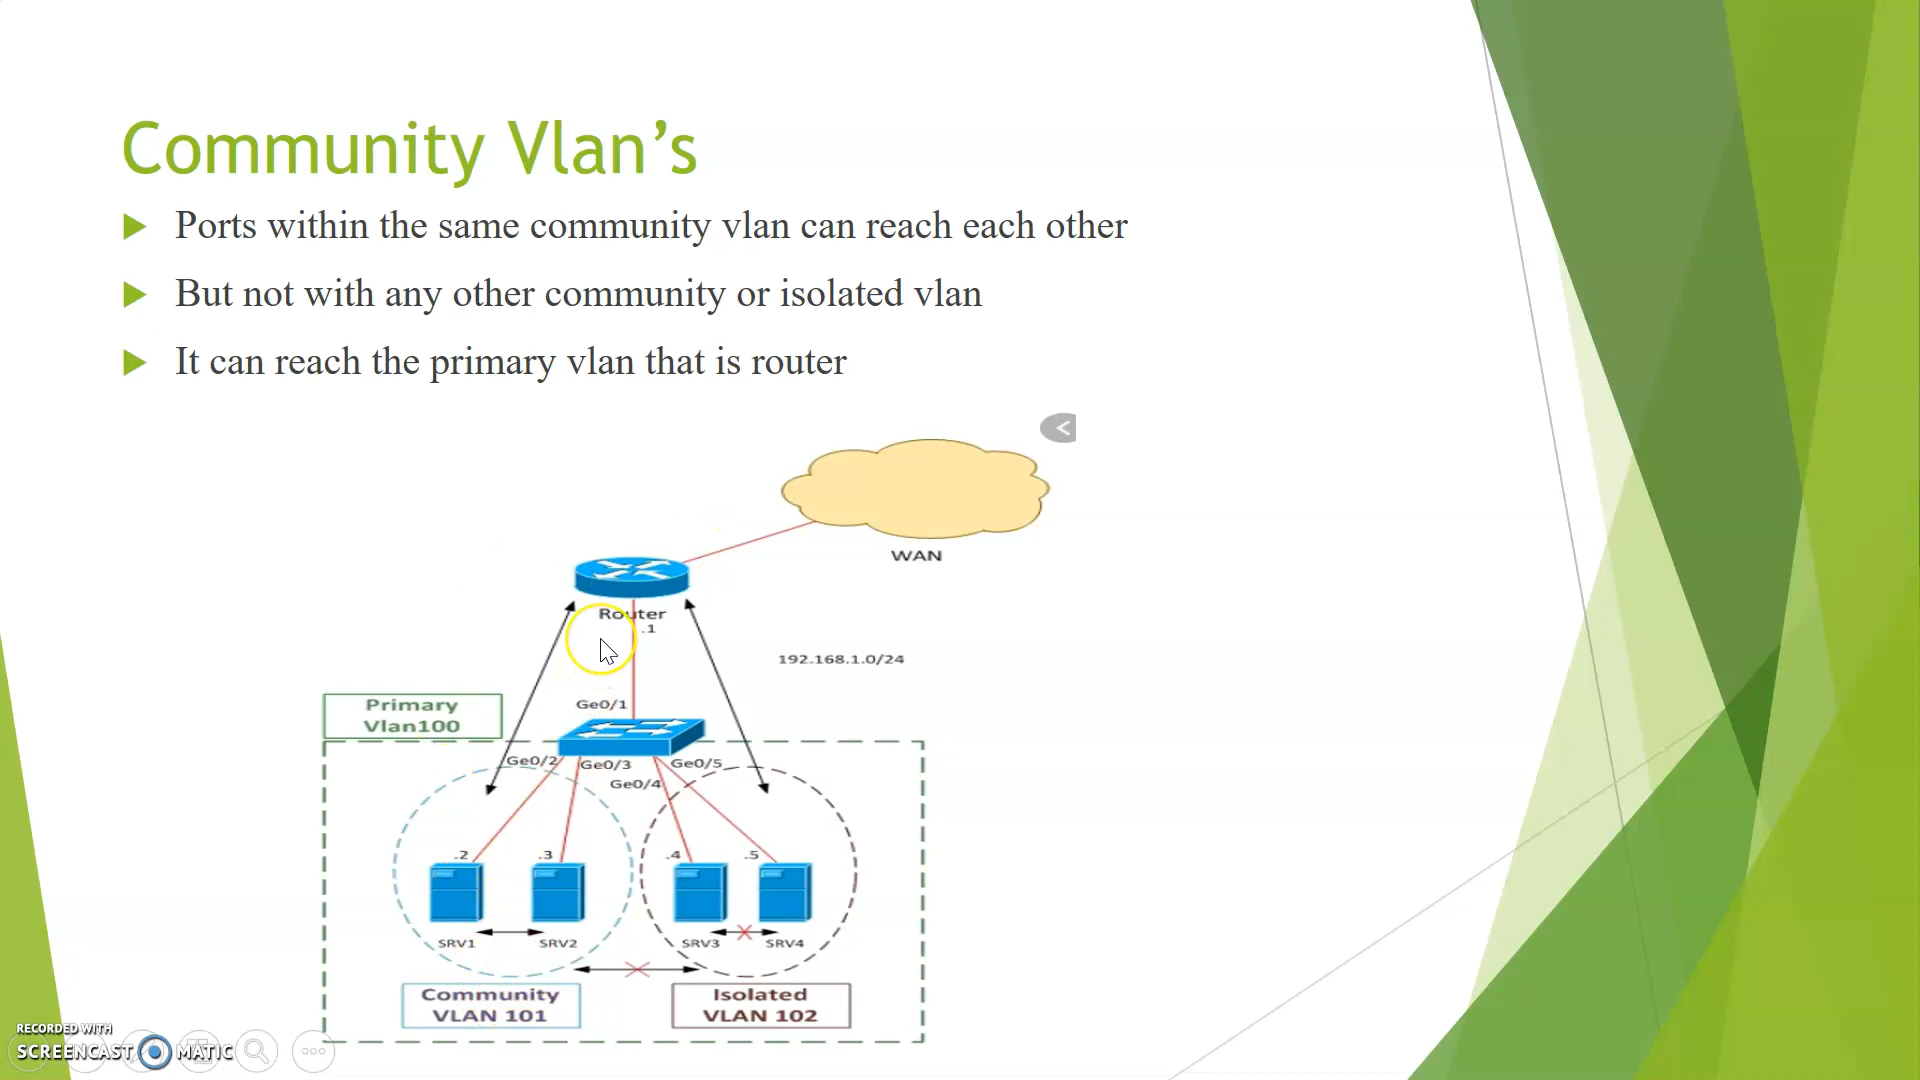 Community Vlan’s
Ports within the same community vlan can reach each other
But not with any other community or isolated vlan
It can reach the primary vlan that is router
WAN
Router
.1
192.168.1.0/24
Primary
Vlan100
Ge0/1
Ge0/2
Ge0/3
Ge0/4
Ge0/5
.2
.3
.4
.5
SRV1
SRV2
SRV3
SRV4
Community
VLAN 101
Isolated
VLAN 102
RECORDED WITH
SCREENCAST MATIC